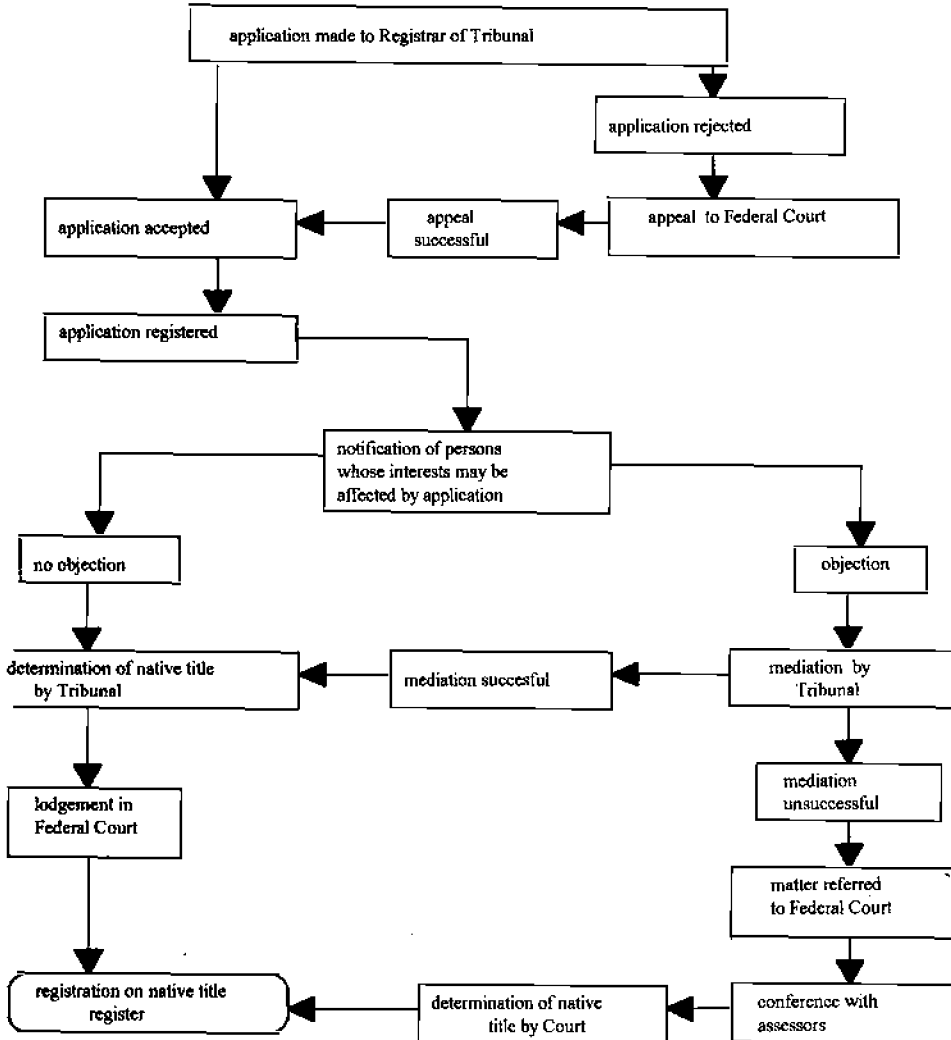 application made to Registrar of Tribunal
application rejected
application accepted
appeal
successful
appeal to Federal Court
application registered
notification of persons
whose interests may be
affected by application
no objection
objection
determination of native title
by Tribunal
mediation succesful
mediation by
Tribunal
lodgement in
Federal Court
mediation
unsuccessful
matter referred
to Federal Court
registration on native title
register
determination of native
title by Court
conference with
assessors